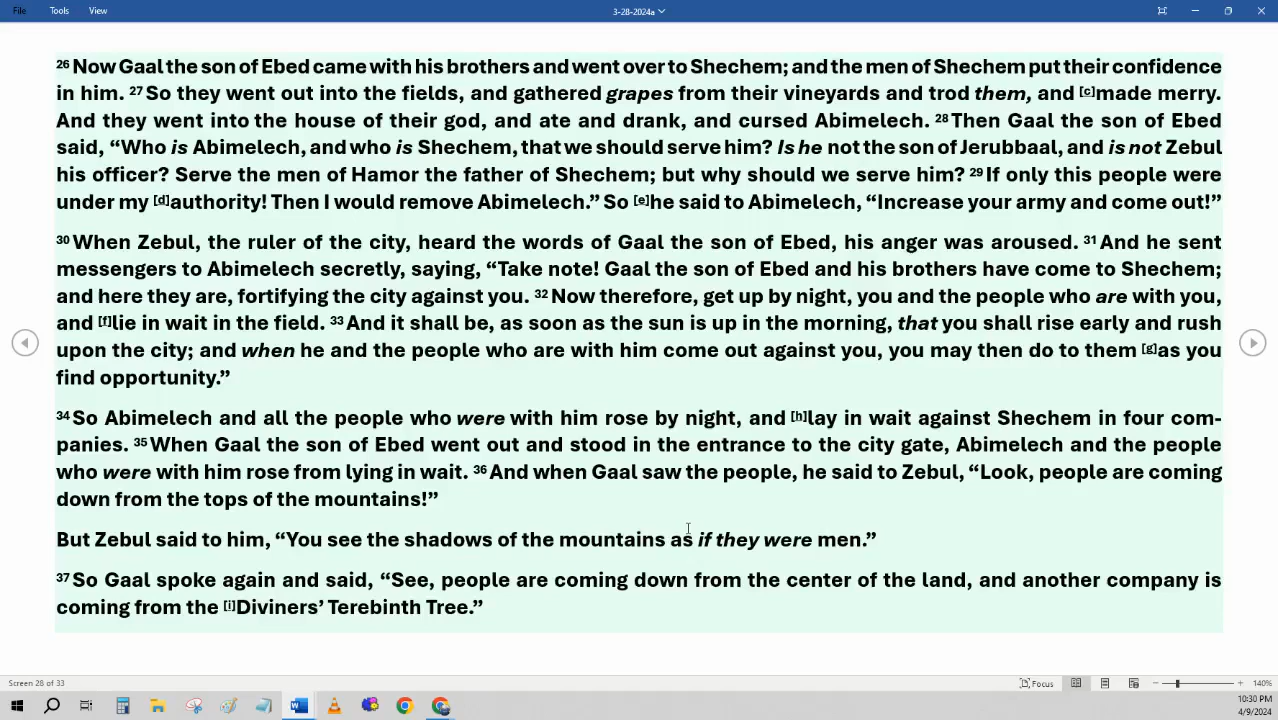 File Tools View 3-28-2024a
26 Now Gaal the son of Ebed came with his brothers and went over to Shechem; and the men of Shechem put their confidence
in him. 27 So they went out into the fields, and gathered grapes from their vineyards and trod them, and [c]made merry.
And they went into the house of their god, and ate and drank, and cursed Abimelech. 28 Then Gaal the son of Ebed
said, “Who is Abimelech, and who is Shechem, that we should serve him? Is he not the son of Jerubbaal, and is not Zebul
his officer? Serve the men of Hamor the father of Shechem; but why should we serve him? 29 If only this people were
under my [d]authority! Then I would remove Abimelech.” So [e]he said to Abimelech, “Increase your army and come out!”
30 When Zebul, the ruler of the city, heard the words of Gaal the son of Ebed, his anger was aroused. 31 And he sent
messengers to Abimelech secretly, saying, “Take note! Gaal the son of Ebed and his brothers have come to Shechem;
and here they are, fortifying the city against you. 32 Now therefore, get up by night, you and the people who are with you,
and [f]lie in wait in the field. 33 And it shall be, as soon as the sun is up in the morning, that you shall rise early and rush
upon the city; and when he and the people who are with him come out against you, you may then do to them [g]as you
find opportunity.”
34 So Abimelech and all the people who were with him rose by night, and [h]lay in wait against Shechem in four com-
panies. 35 When Gaal the son of Ebed went out and stood in the entrance to the city gate, Abimelech and the people
who were with him rose from lying in wait. 36 And when Gaal saw the people, he said to Zebul, “Look, people are coming
down from the tops of the mountains!”
But Zebul said to him, “You see the shadows of the mountains as if they were men.”
37 So Gaal spoke again and said, “See, people are coming down from the center of the land, and another company is
coming from the [i]Diviners’ Terebinth Tree.”
Screen 28 of 33 Focus 140%
10:30 PM
4/9/2024